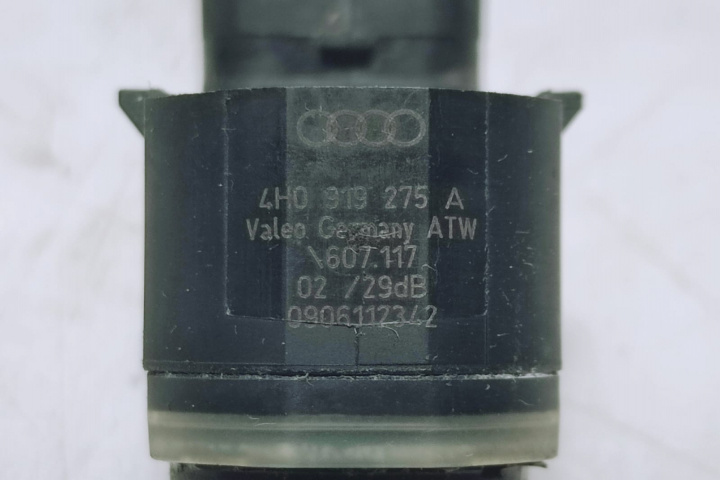 4H0 919 275 A
Valeo Germany ATW
\607.117
02 /29dB
0906112342